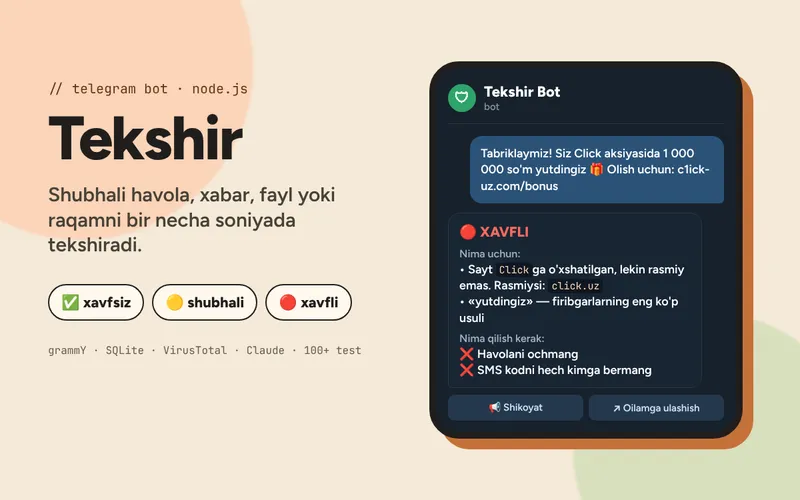 // telegram bot · node.js
Tekshir
Shubhali havola, xabar, fayl yoki
raqamni bir necha soniyada
tekshiradi.
✅ xavfsiz
🟡 shubhali
🔴 xavfli
grammY · SQLite · VirusTotal · Claude · 100+ test
Tekshir Bot
bot
Tabriklaymiz! Siz Click aksiyasida 1 000
000 so'm yutdingiz 🎁 Olish uchun: c1ick-
uz.com/bonus
🔴 XAVFLI
Nima uchun:
• Sayt Click ga o'xshatilgan, lekin rasmiy
emas. Rasmiysi: click.uz
• «yutdingiz» — firibgarlarning eng ko'p
usuli
Nima qilish kerak:
❌ Havolani ochmang
❌ SMS kodni hech kimga bermang
📢 Shikoyat
↗ Oilamga ulashish